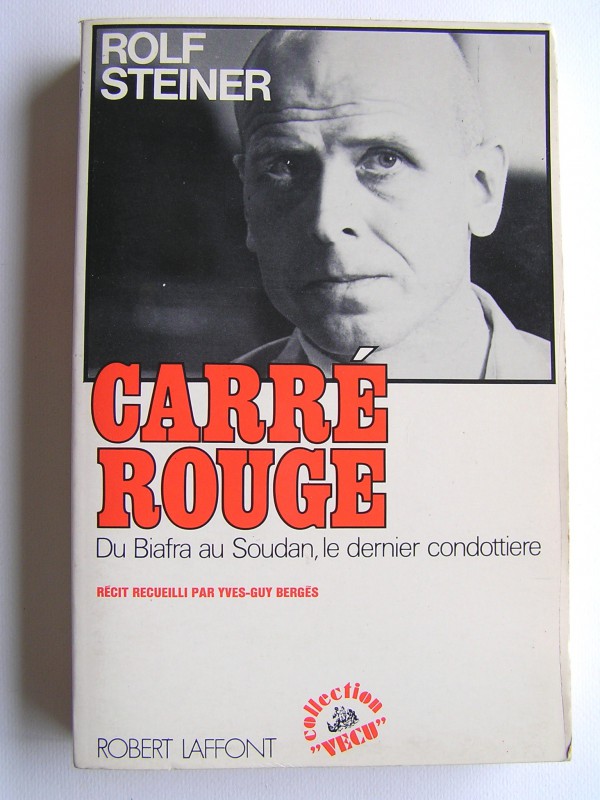 ROLF
STEINER
CARRÉ
ROUGE
Du Biafra au Soudan, le dernier condottiere
RÉCIT RECUEILLI PAR YVES-GUY BERGÈS
collection
"VÉCU"
ROBERT LAFFONT